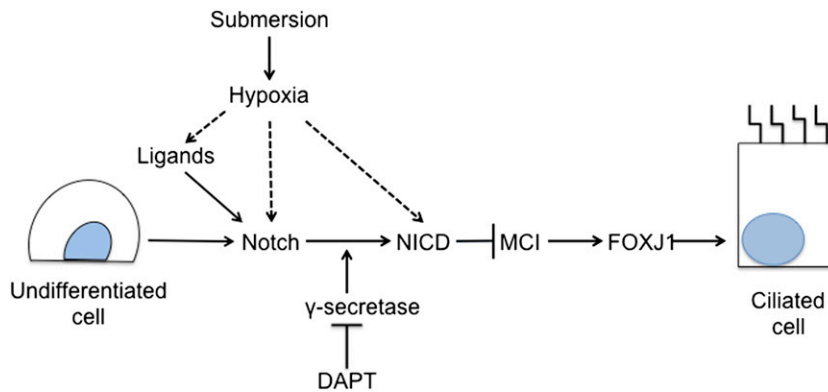 Submersion
Hypoxia
Ligands
Notch
NICD
MCI
FOXJ1
Undifferentiated
cell
γ-secretase
Ciliated
cell
DAPT